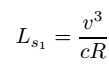 $L_{s_1} = \frac{v^3}{cR}$